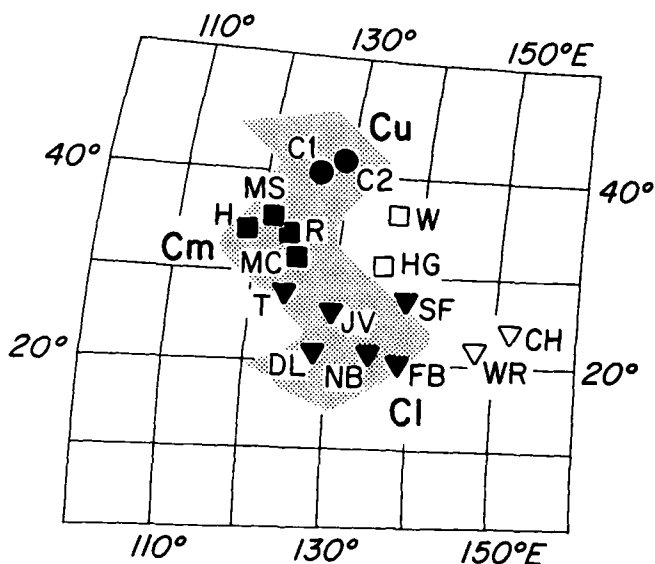 110° 130° 150°E
Cu
C1
40° C2 40°
MS
H R W
Cm MC HG
T JV SF
20° CH
DL NB FB WR 20°
Cl
110° 130° 150°E